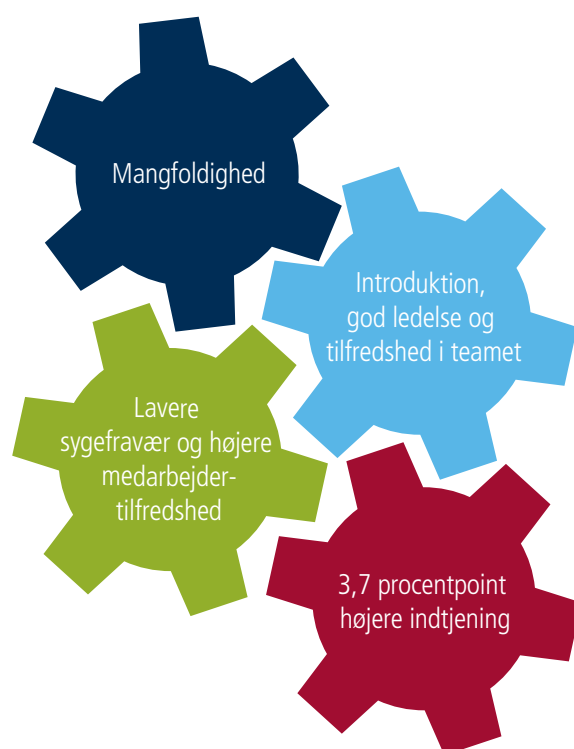 Mangfoldighed
Introduktion,
god ledelse og
tilfredshed i teamet
Lavere
sygefravær og højere
medarbejder-
tilfredshed
3,7 procentpoint
højere indtjening